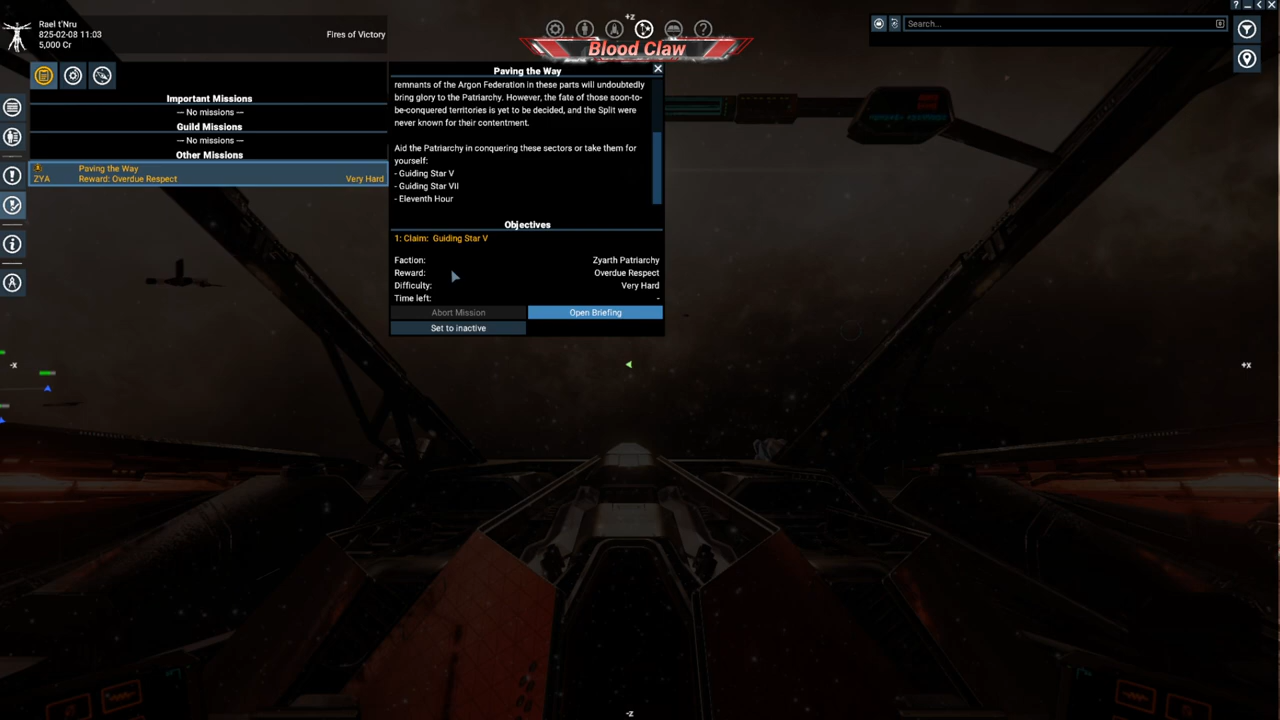 Rael t'Nru
825-02-08 11:03
5,000 Cr
Fires of Victory
+z
Blood Claw
Search...
Important Missions
--- No missions ---
Guild Missions
--- No missions ---
Other Missions
Paving the Way
ZYA Reward: Overdue Respect Very Hard
Paving the Way
remnants of the Argon Federation in these parts will undoubtedly
bring glory to the Patriarchy. However, the fate of those soon-to-
be-conquered territories is yet to be decided, and the Split were
never known for their contentment.
Aid the Patriarchy in conquering these sectors or take them for
yourself:
- Guiding Star V
- Guiding Star VII
- Eleventh Hour
Objectives
1: Claim: Guiding Star V
Faction: Zyarth Patriarchy
Reward: Overdue Respect
Difficulty: Very Hard
Time left: -
Abort Mission Open Briefing
Set to inactive
-x
+x
-z